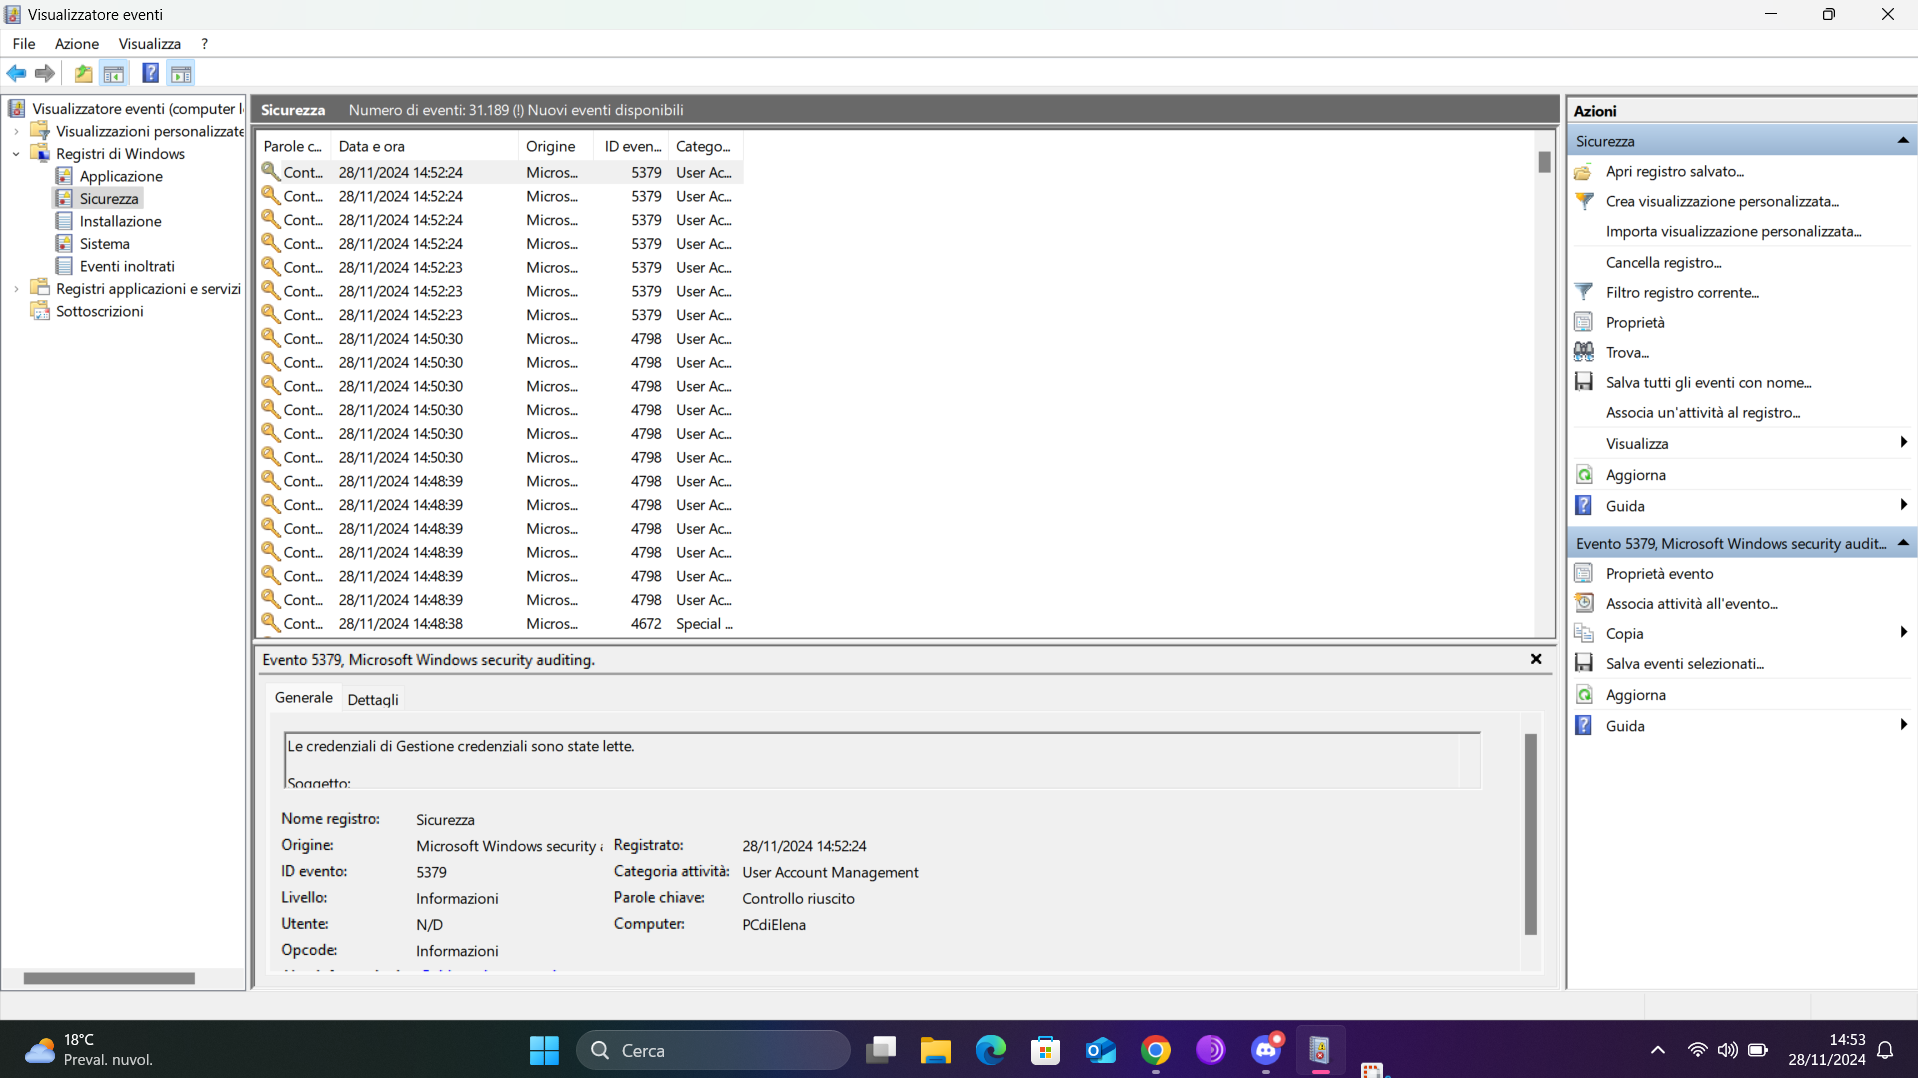 Visualizzatore eventi
File Azione Visualizza ?
Visualizzatore eventi (computer l
Visualizzazioni personalizzate
Registri di Windows
Applicazione
Sicurezza
Installazione
Sistema
Eventi inoltrati
Registri applicazioni e servizi
Sottoscrizioni
Sicurezza Numero di eventi: 31.189 (!) Nuovi eventi disponibili
Parole c... Data e ora Origine ID even... Catego...
Cont... 28/11/2024 14:52:24 Micros... 5379 User Ac...
Cont... 28/11/2024 14:52:24 Micros... 5379 User Ac...
Cont... 28/11/2024 14:52:24 Micros... 5379 User Ac...
Cont... 28/11/2024 14:52:24 Micros... 5379 User Ac...
Cont... 28/11/2024 14:52:23 Micros... 5379 User Ac...
Cont... 28/11/2024 14:52:23 Micros... 5379 User Ac...
Cont... 28/11/2024 14:52:23 Micros... 5379 User Ac...
Cont... 28/11/2024 14:50:30 Micros... 4798 User Ac...
Cont... 28/11/2024 14:50:30 Micros... 4798 User Ac...
Cont... 28/11/2024 14:50:30 Micros... 4798 User Ac...
Cont... 28/11/2024 14:50:30 Micros... 4798 User Ac...
Cont... 28/11/2024 14:50:30 Micros... 4798 User Ac...
Cont... 28/11/2024 14:50:30 Micros... 4798 User Ac...
Cont... 28/11/2024 14:48:39 Micros... 4798 User Ac...
Cont... 28/11/2024 14:48:39 Micros... 4798 User Ac...
Cont... 28/11/2024 14:48:39 Micros... 4798 User Ac...
Cont... 28/11/2024 14:48:39 Micros... 4798 User Ac...
Cont... 28/11/2024 14:48:39 Micros... 4798 User Ac...
Cont... 28/11/2024 14:48:39 Micros... 4798 User Ac...
Cont... 28/11/2024 14:48:38 Micros... 4672 Special ...
Evento 5379, Microsoft Windows security auditing.
Generale Dettagli
Le credenziali di Gestione credenziali sono state lette.
Soggetto:
Nome registro: Sicurezza
Origine: Microsoft Windows security a Registrato: 28/11/2024 14:52:24
ID evento: 5379 Categoria attività: User Account Management
Livello: Informazioni Parole chiave: Controllo riuscito
Utente: N/D Computer: PCdiElena
Opcode: Informazioni
Azioni
Sicurezza
Apri registro salvato...
Crea visualizzazione personalizzata...
Importa visualizzazione personalizzata...
Cancella registro...
Filtro registro corrente...
Proprietà
Trova...
Salva tutti gli eventi con nome...
Associa un'attività al registro...
Visualizza
Aggiorna
Guida
Evento 5379, Microsoft Windows security audit...
Proprietà evento
Associa attività all'evento...
Copia
Salva eventi selezionati...
Aggiorna
Guida
18°C
Preval. nuvol.
Cerca
14:53
28/11/2024